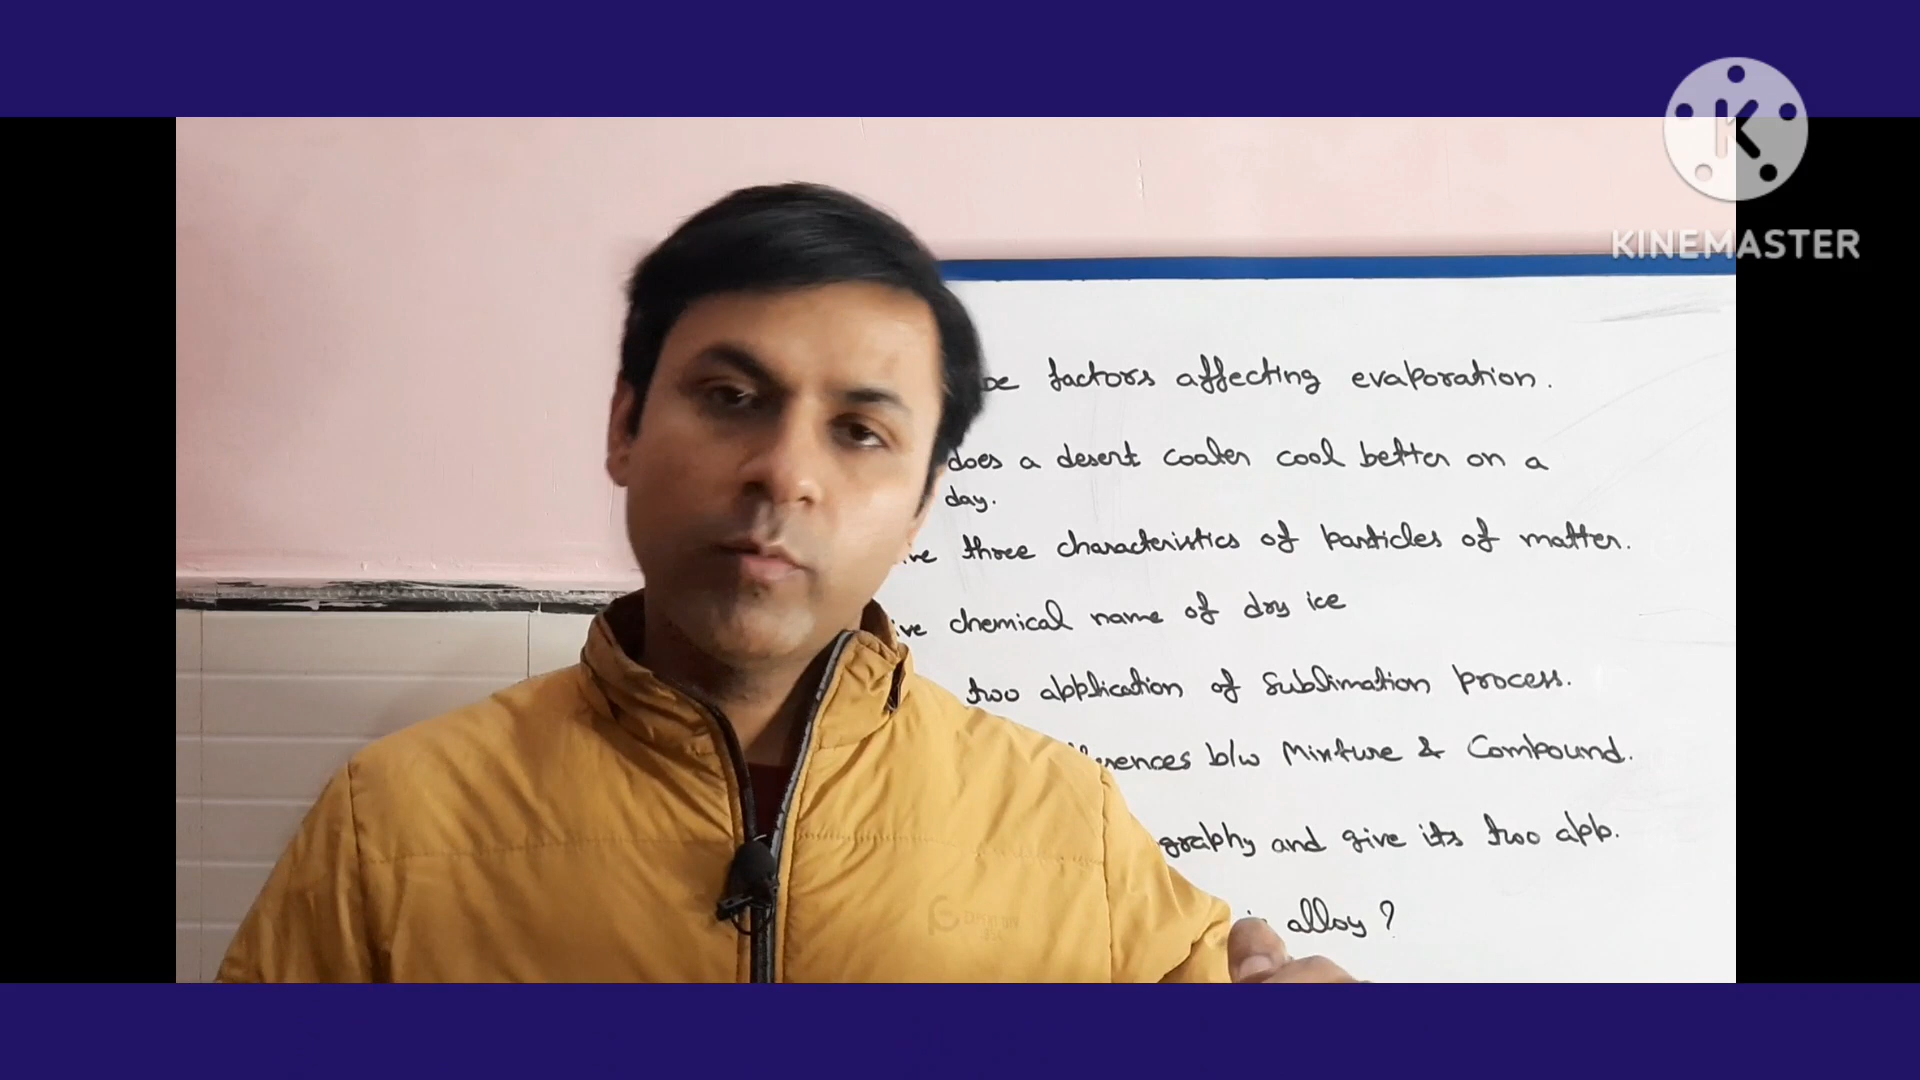 KINEMASTER
factors affecting evaporation.
does a desert cooler cool better on a
day.
three characteristics of particles of matter.
chemical name of dry ice
two application of sublimation process.
b/w Mixture & Compound.
and give its two app.
alloy ?